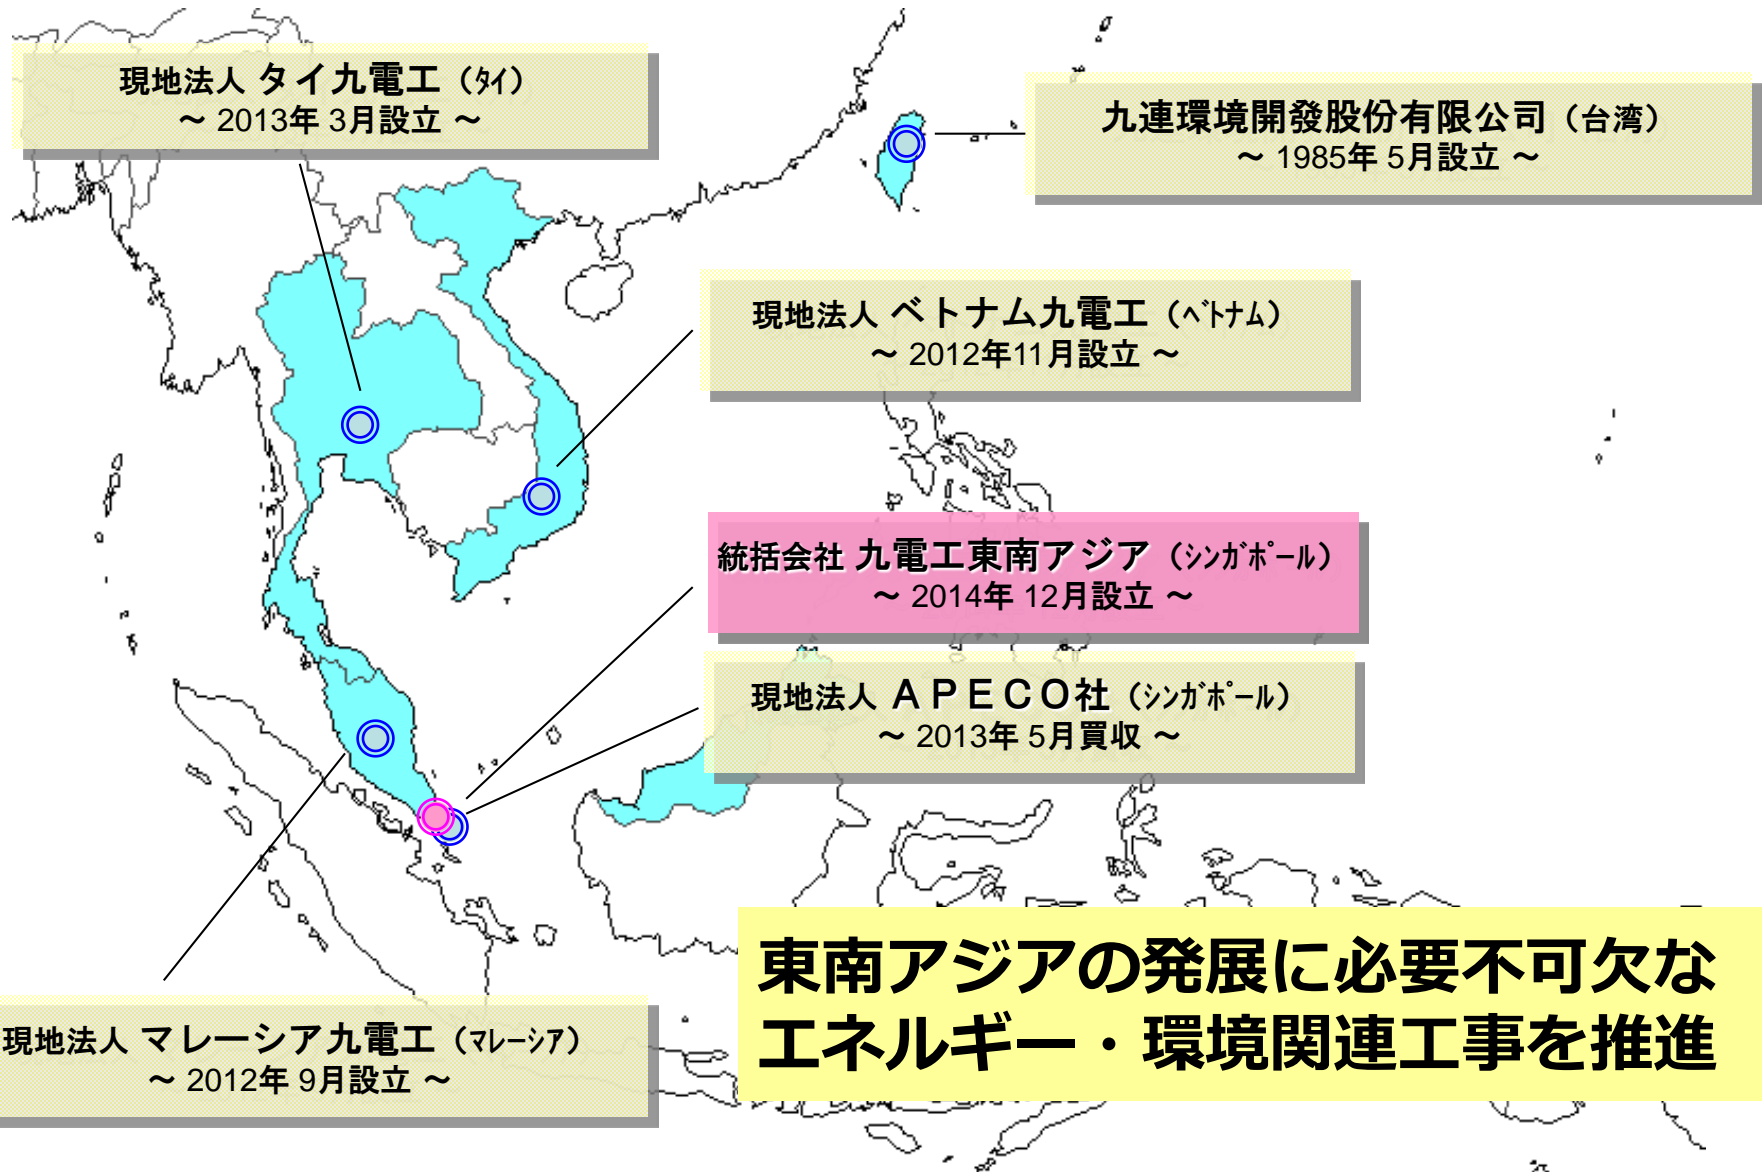 現地法人 タイ九電工（ﾀｲ）
～ 2013年 3月設立 ～
九連環境開發股份有限公司（台湾）
～ 1985年 5月設立 ～
現地法人 ベトナム九電工（ﾍﾞﾄﾅﾑ）
～ 2012年11月設立 ～
統括会社 九電工東南アジア（ｼﾝｶﾞﾎﾟｰﾙ）
～ 2014年 12月設立 ～
現地法人 ＡＰＥＣＯ社（ｼﾝｶﾞﾎﾟｰﾙ）
～ 2013年 5月買収 ～
現地法人 マレーシア九電工（ﾏﾚｰｼｱ）
～ 2012年 9月設立 ～
東南アジアの発展に必要不可欠な
エネルギー・環境関連工事を推進